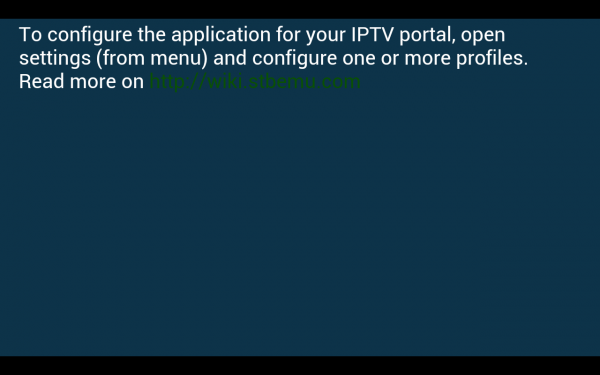 To configure the application for your IPTV portal, open
settings (from menu) and configure one or more profiles.
Read more on http://wiki.stbemu.com